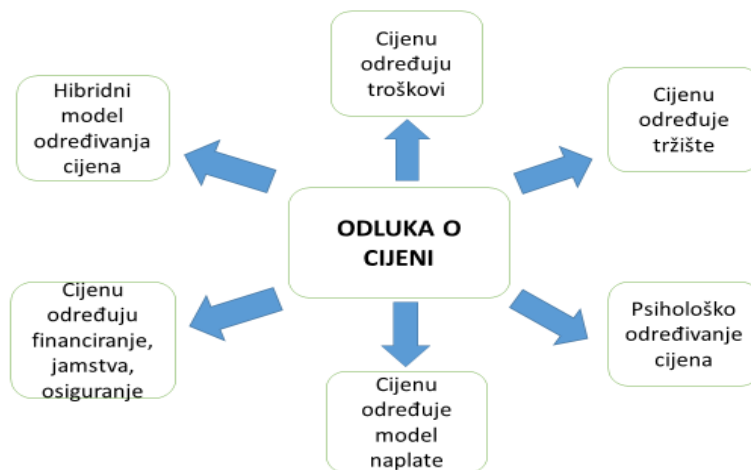 Cijenu
određuju
troškovi
Hibridni
model
određivanja
cijena
Cijenu
određuje
tržište
ODLUKA O
CIJENI
Cijenu
određuju
financiranje,
jamstva,
osiguranje
Psihološko
određivanje
cijena
Cijenu
određuje
model
naplate